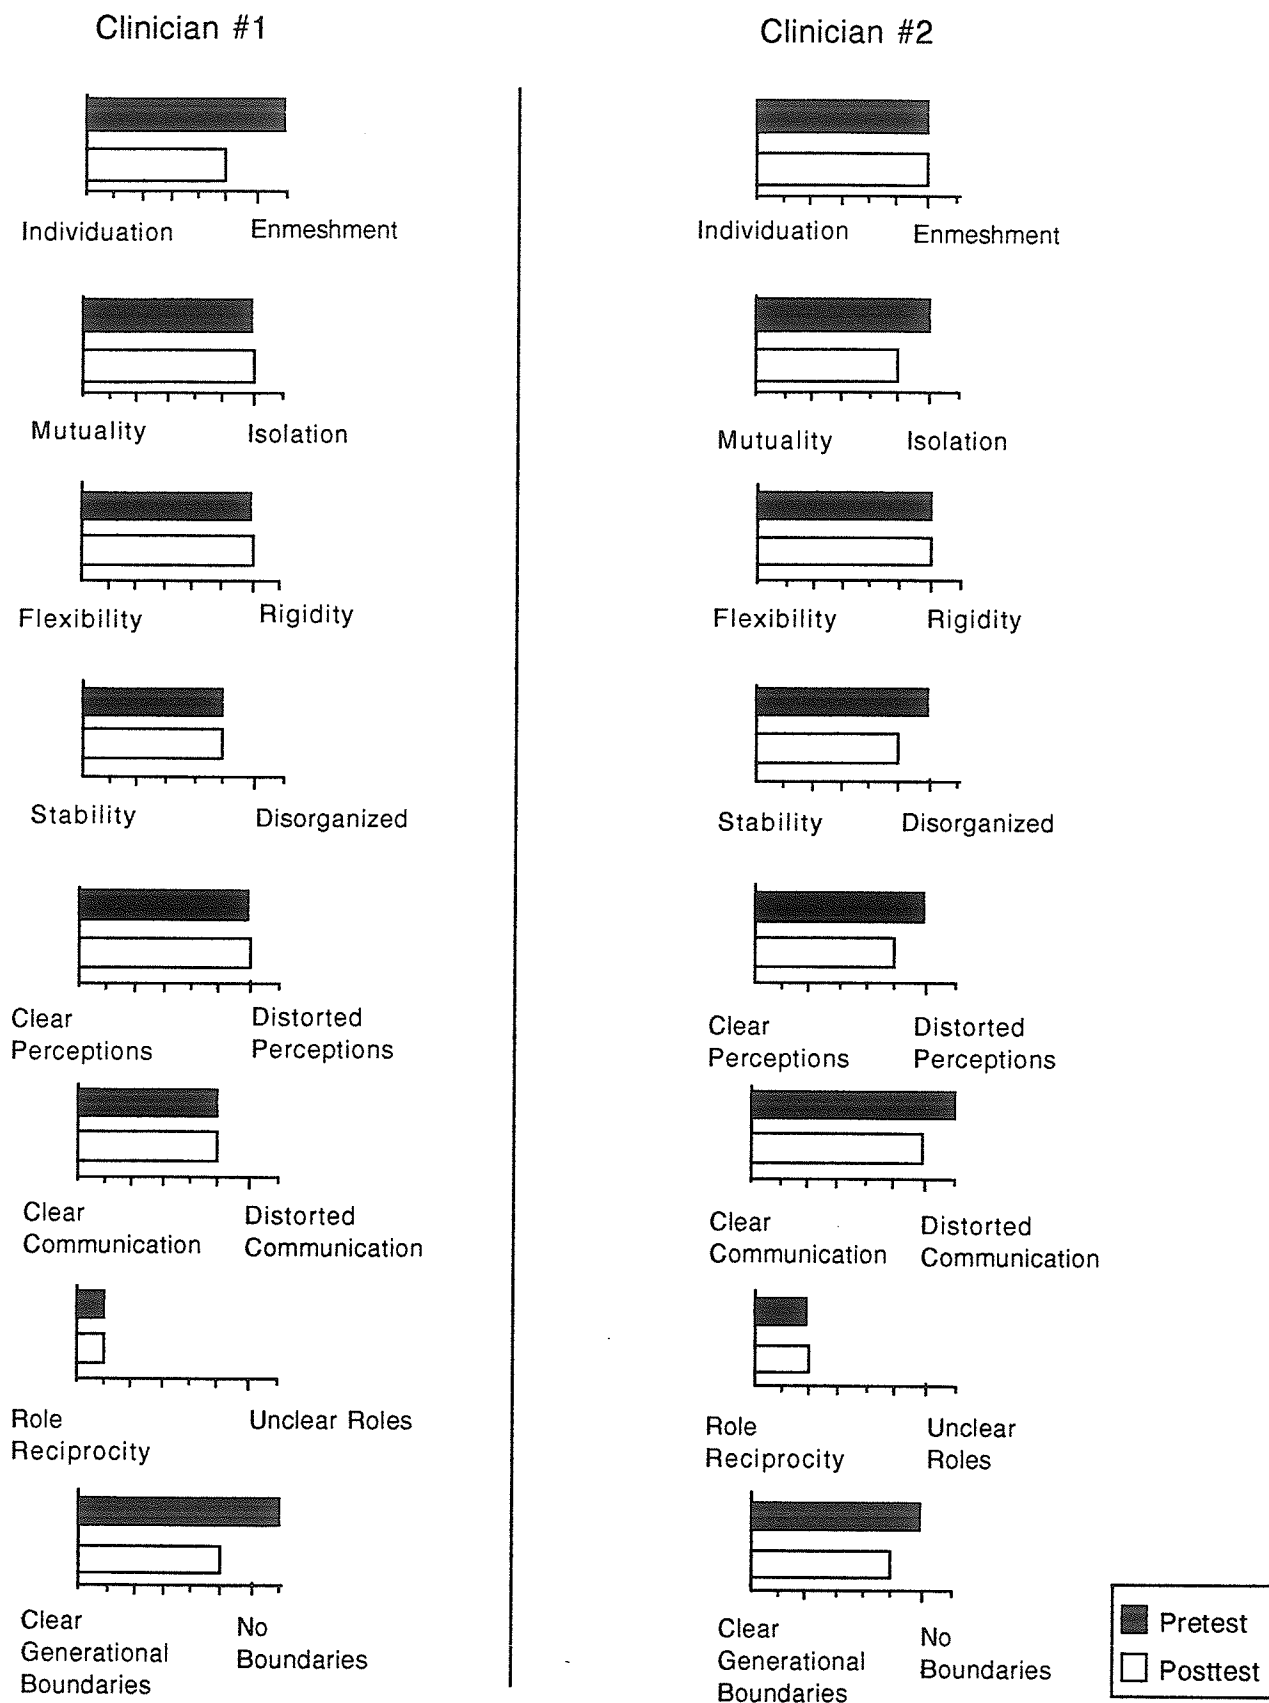 Clinician #1
Clinician #2
Individuation
Enmeshment
Individuation
Enmeshment
Mutuality
Isolation
Mutuality
Isolation
Flexibility
Rigidity
Flexibility
Rigidity
Stability
Disorganized
Stability
Disorganized
Clear
Perceptions
Distorted
Perceptions
Clear
Perceptions
Distorted
Perceptions
Clear
Communication
Distorted
Communication
Clear
Communication
Distorted
Communication
Role
Reciprocity
Unclear Roles
Role
Reciprocity
Unclear
Roles
Clear
Generational
Boundaries
No
Boundaries
Clear
Generational
Boundaries
No
Boundaries
Pretest
Posttest